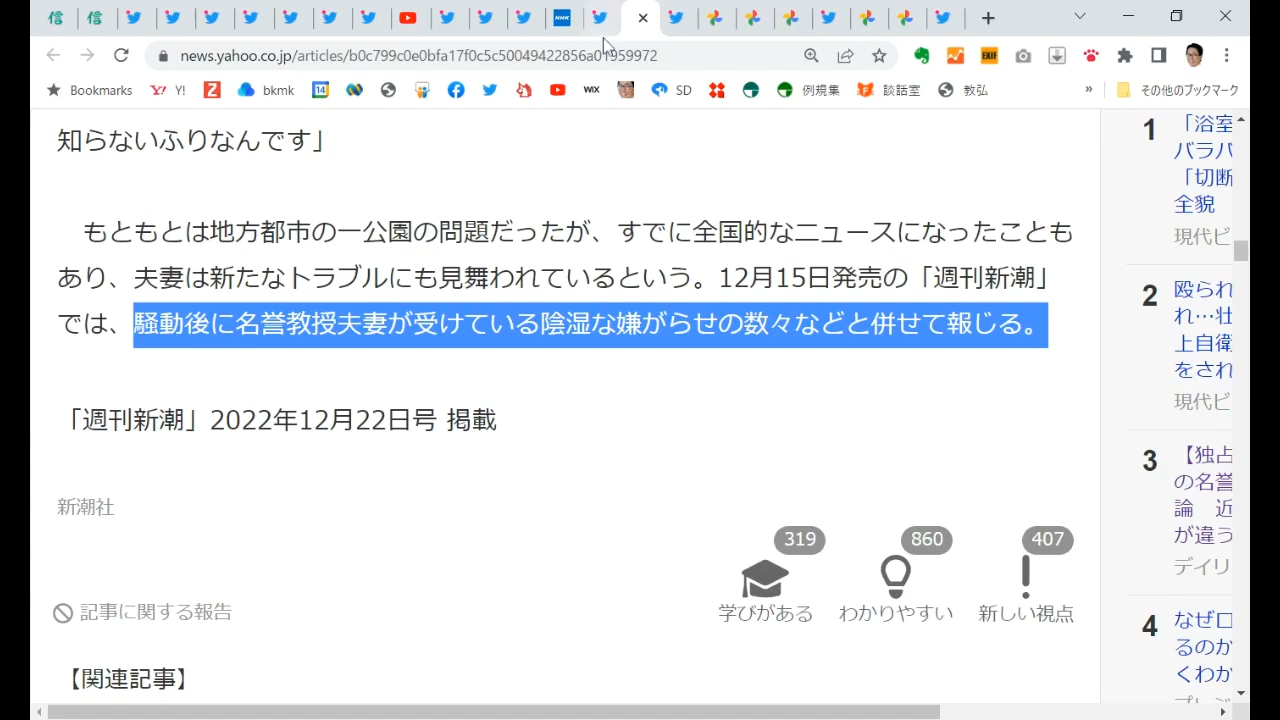 信
信
NHK
news.yahoo.co.jp/articles/b0c799c0e0bfa17f0c5c50049422856a01959972
Bookmarks
Y!
bkmk
14
WiX
SD
例規集
談話室
教弘
»
その他のブックマーク
EXIF
知らないふりなんです」
もともとは地方都市の一公園の問題だったが、すでに全国的なニュースになったことも
あり、夫妻は新たなトラブルにも見舞われているという。12月15日発売の「週刊新潮」
では、騒動後に名誉教授夫妻が受けている陰湿な嫌がらせの数々などと併せて報じる。
「週刊新潮」2022年12月22日号 掲載
新潮社
319
860
407
学びがある
わかりやすい
新しい視点
記事に関する報告
【関連記事】
1
「浴室
バラバ
「切断
全貌
現代ビ
2
殴られ
れ…壮
上自衛
をされ
現代ビ
3
【独占
の名誉
論 近
が違う
デイリ
4
なぜロ
るのか
くわか